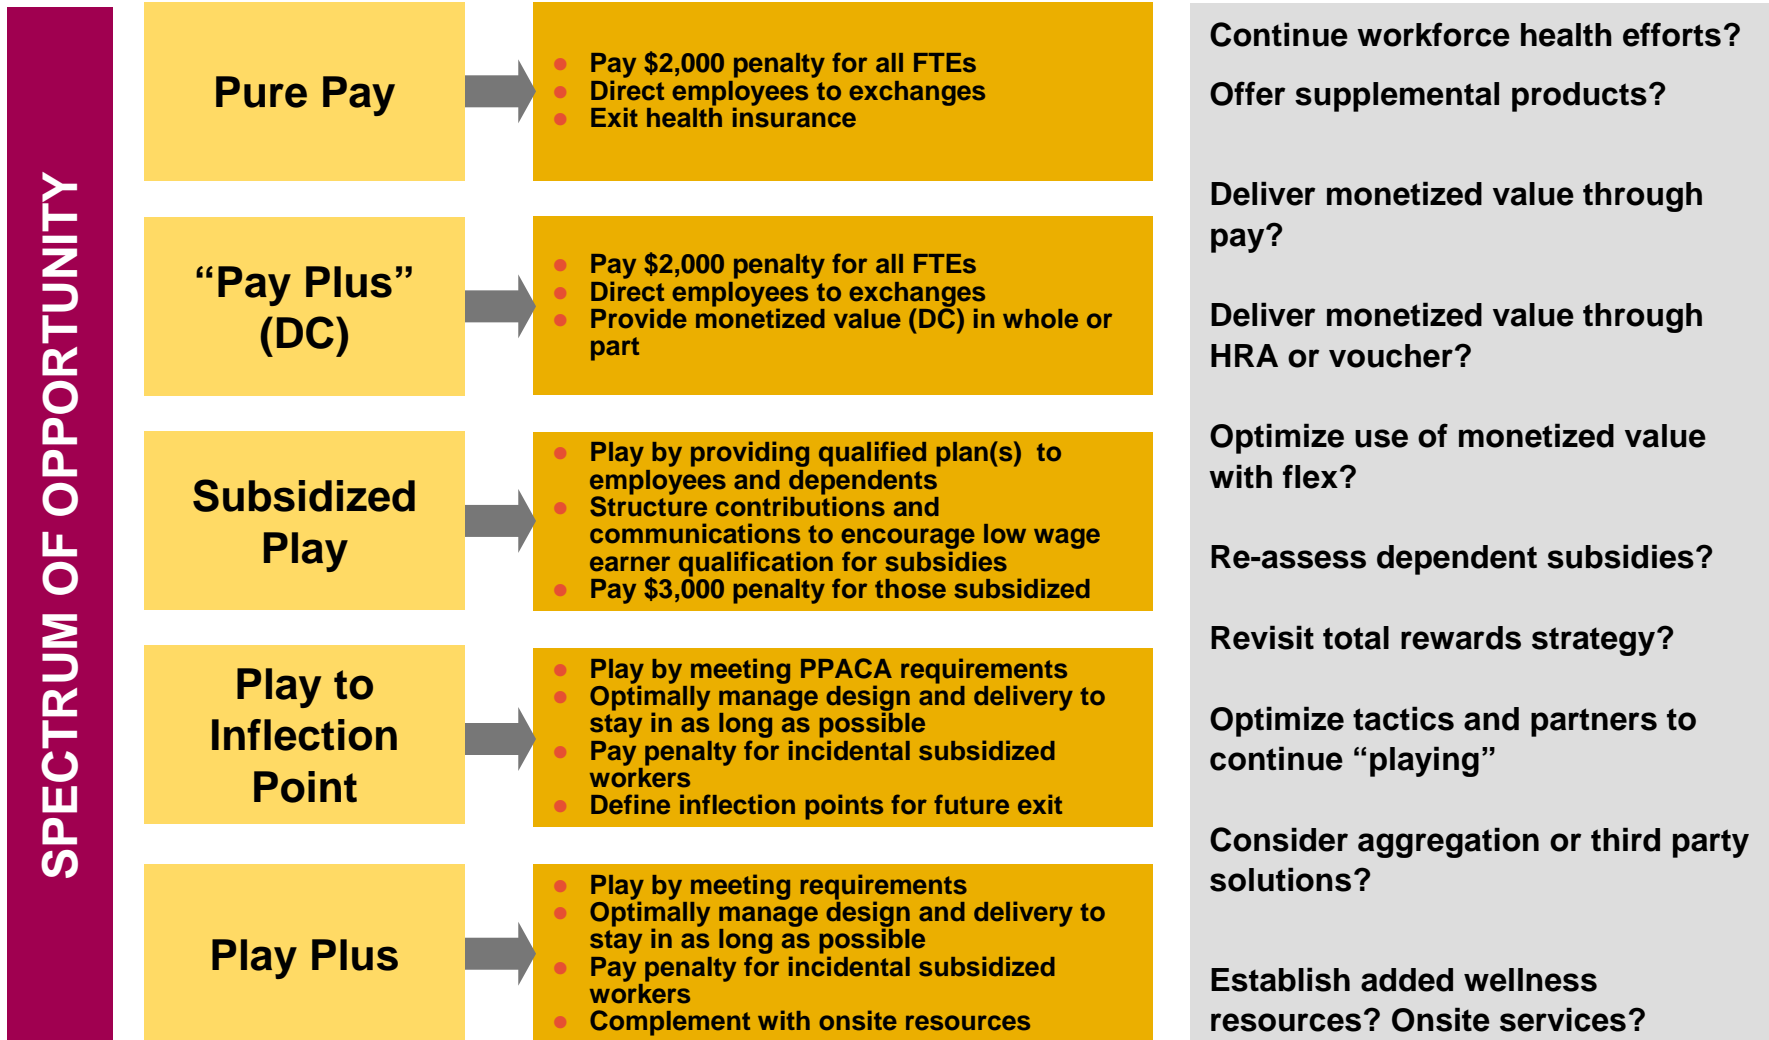 SPECTRUM OF OPPORTUNITY
Pure Pay
● Pay $2,000 penalty for all FTEs
● Direct employees to exchanges
● Exit health insurance
“Pay Plus”
(DC)
● Pay $2,000 penalty for all FTEs
● Direct employees to exchanges
● Provide monetized value (DC) in whole or
part
Subsidized
Play
● Play by providing qualified plan(s) to
employees and dependents
● Structure contributions and
communications to encourage low wage
earner qualification for subsidies
● Pay $3,000 penalty for those subsidized
Play to
Inflection
Point
● Play by meeting PPACA requirements
● Optimally manage design and delivery to
stay in as long as possible
● Pay penalty for incidental subsidized
workers
● Define inflection points for future exit
Play Plus
● Play by meeting requirements
● Optimally manage design and delivery to
stay in as long as possible
● Pay penalty for incidental subsidized
workers
● Complement with onsite resources
Continue workforce health efforts?
Offer supplemental products?
Deliver monetized value through
pay?
Deliver monetized value through
HRA or voucher?
Optimize use of monetized value
with flex?
Re-assess dependent subsidies?
Revisit total rewards strategy?
Optimize tactics and partners to
continue “playing”
Consider aggregation or third party
solutions?
Establish added wellness
resources? Onsite services?